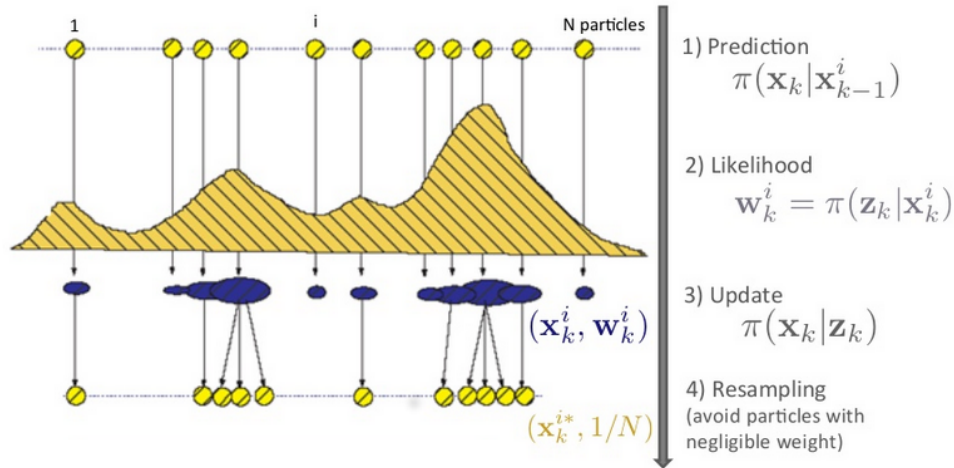 1 i N particles
1) Prediction
π(x_k|x^i_{k−1})
2) Likelihood
w^i_k = π(z_k|x^i_k)
3) Update
(x^i_k, w^i_k)
π(x_k|z_k)
4) Resampling
(avoid particles with
negligible weight)
(x^{i*}_k, 1/N)